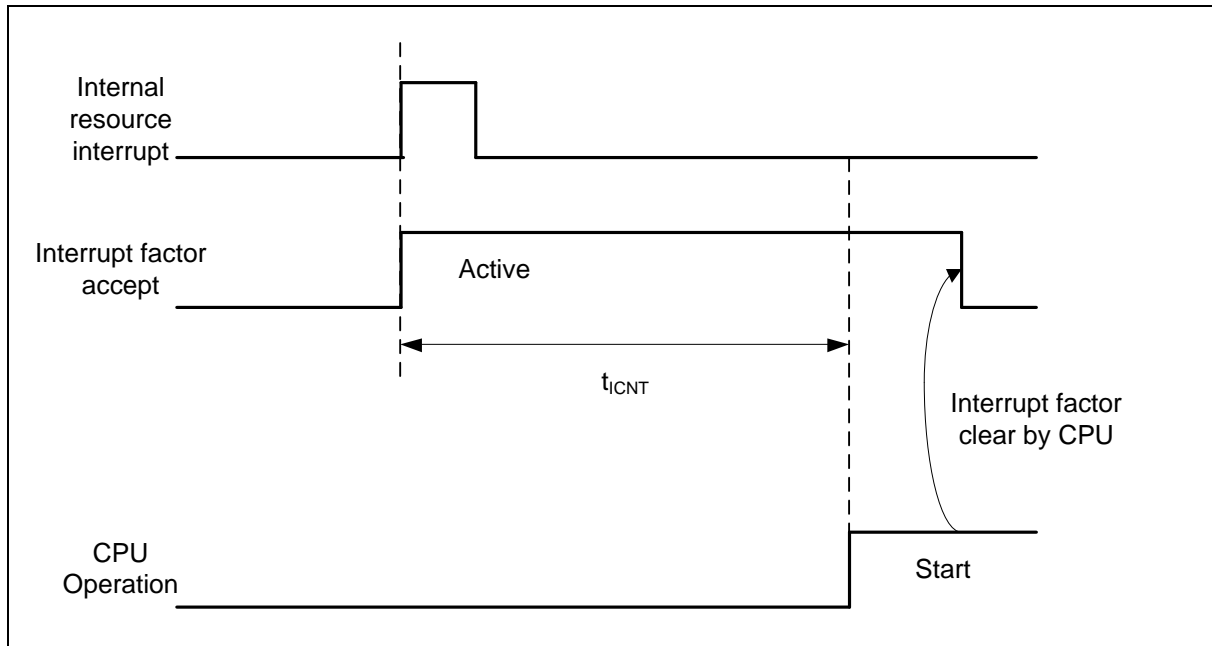 Internal
resource
interrupt
Interrupt factor
accept
Active
tICNT
Interrupt factor
clear by CPU
CPU
Operation
Start